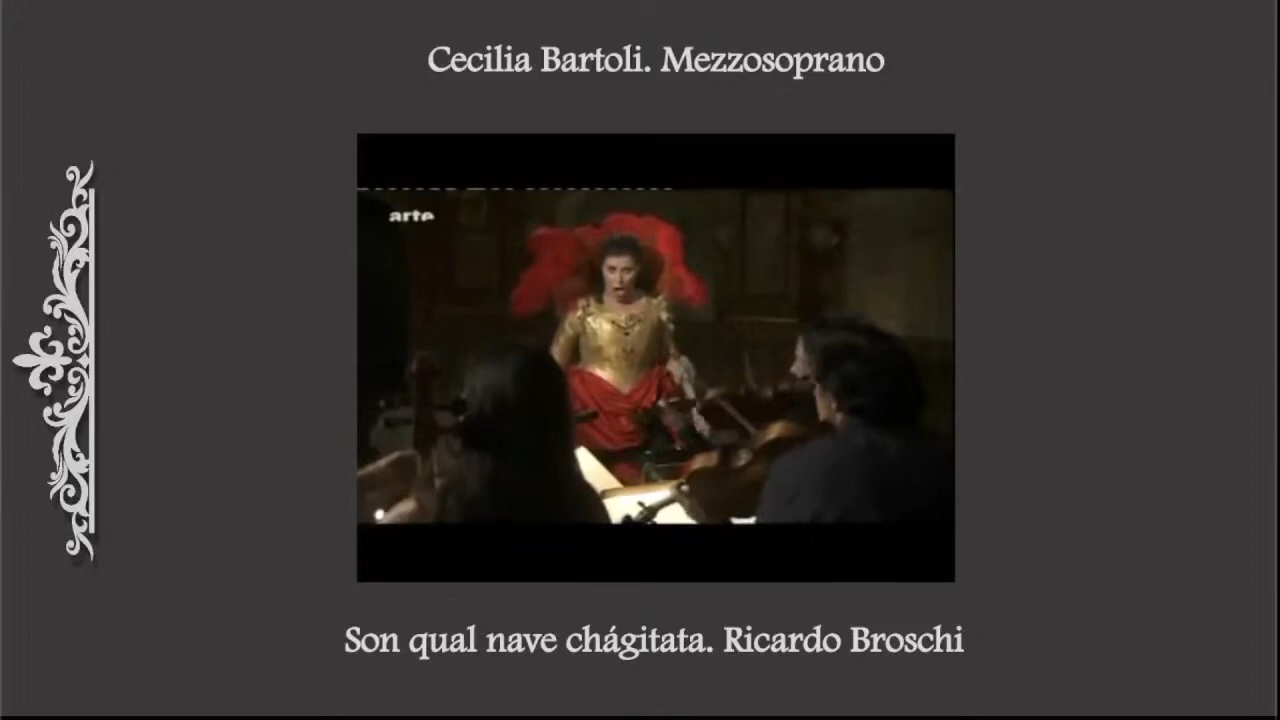 Cecilia Bartoli. Mezzosoprano
arte
Son qual nave chágitata. Ricardo Broschi